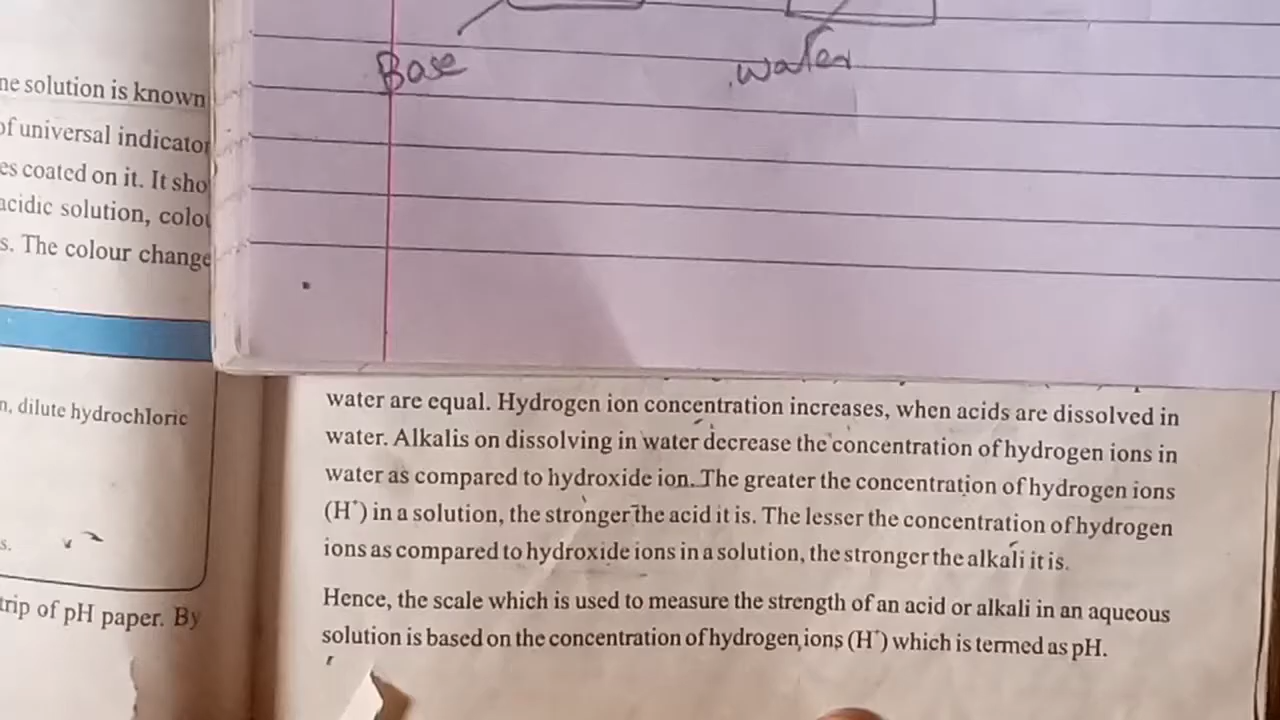 Base
water
ne solution is known
of universal indicator
es coated on it. It sho
acidic solution, colou
s. The colour change
n, dilute hydrochloric
s.
trip of pH paper. By
water are equal. Hydrogen ion concentration increases, when acids are dissolved in
water. Alkalis on dissolving in water decrease the concentration of hydrogen ions in
water as compared to hydroxide ion. The greater the concentration of hydrogen ions
(H⁺) in a solution, the stronger the acid it is. The lesser the concentration of hydrogen
ions as compared to hydroxide ions in a solution, the stronger the alkali it is.
Hence, the scale which is used to measure the strength of an acid or alkali in an aqueous
solution is based on the concentration of hydrogen ions (H⁺) which is termed as pH.